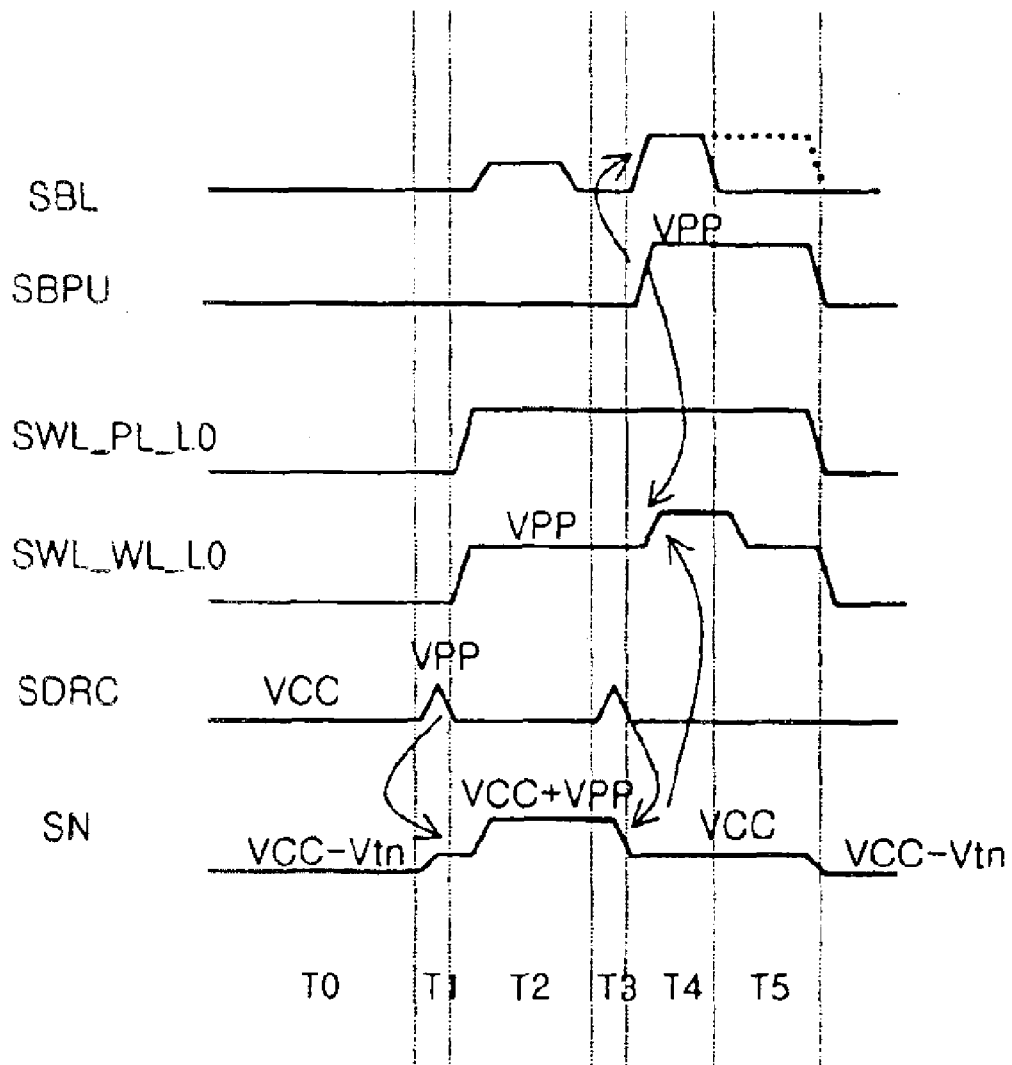 SBL
VPP
SBPU
SWL_PL_L0
VPP
SWL_WL_L0
VPP
SDRC
VCC
VCC+VPP
SN
VCC
VCC-Vtn
VCC-Vtn
T0 T1 T2 T3 T4 T5